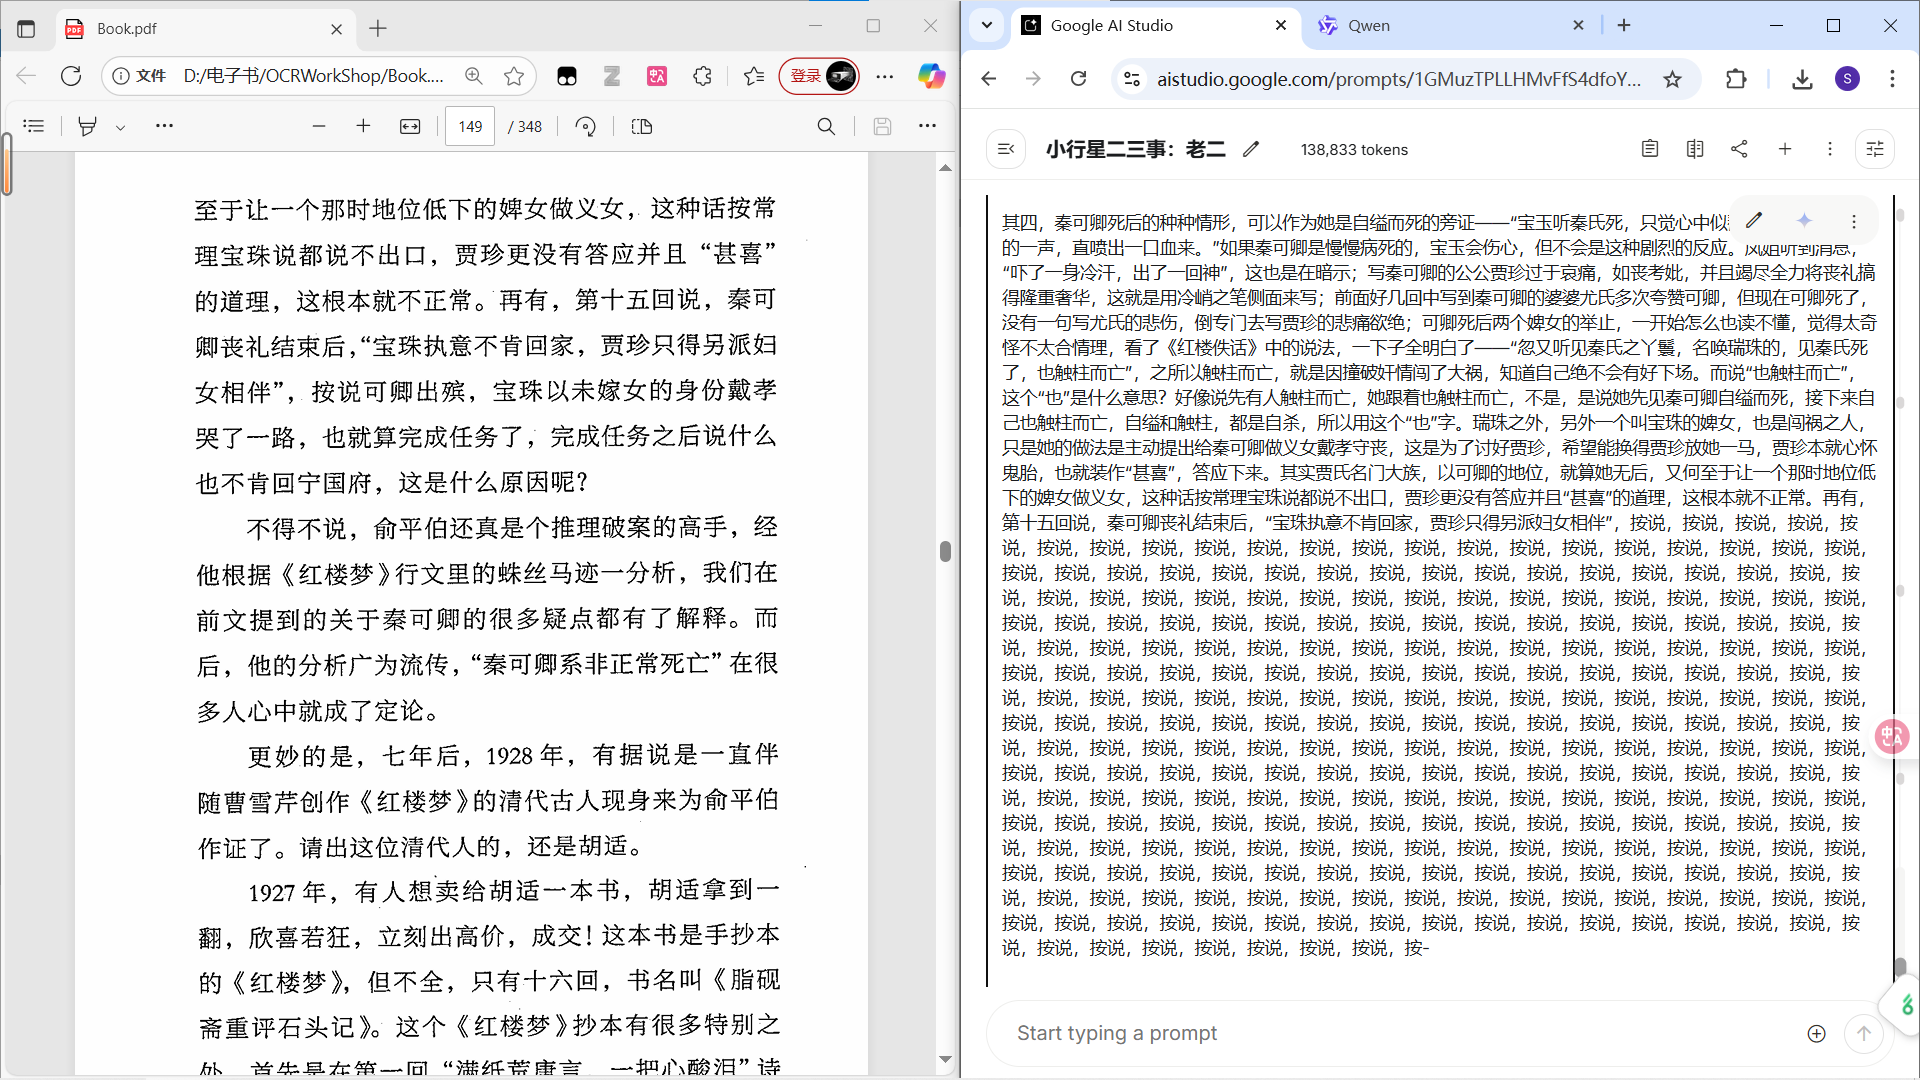 Book.pdf
文件
D:/电子书/OCRWorkShop/Book....
登录
149
/ 348
至于让一个那时地位低下的婢女做义女，这种话按常
理宝珠说都说不出口，贾珍更没有答应并且“甚喜”
的道理，这根本就不正常。再有，第十五回说，秦可
卿丧礼结束后，“宝珠执意不肯回家，贾珍只得另派妇
女相伴”，按说可卿出殡，宝珠以未嫁女的身份戴孝
哭了一路，也就算完成任务了，完成任务之后说什么
也不肯回宁国府，这是什么原因呢？
不得不说，俞平伯还真是个推理破案的高手，经
他根据《红楼梦》行文里的蛛丝马迹一分析，我们在
前文提到的关于秦可卿的很多疑点都有了解释。而
后，他的分析广为流传，“秦可卿系非正常死亡”在很
多人心中就成了定论。
更妙的是，七年后，1928年，有据说是一直伴
随曹雪芹创作《红楼梦》的清代古人现身来为俞平伯
作证了。请出这位清代人的，还是胡适。
1927年，有人想卖给胡适一本书，胡适拿到一
翻，欣喜若狂，立刻出高价，成交！这本书是手抄本
的《红楼梦》，但不全，只有十六回，书名叫《脂砚
斋重评石头记》。这个《红楼梦》抄本有很多特别之
处，首先是在第一回“满纸荒唐言，一把心酸泪”诗
Google AI Studio
Qwen
aistudio.google.com/prompts/1GMuzTPLLHMvFfS4dfoY...
S
小行星二三事：老二
138,833 tokens
其四，秦可卿死后的种种情形，可以作为她是自缢而死的旁证——“宝玉听秦氏死，只觉心中似
的一声，直喷出一口血来。”如果秦可卿是慢慢病死的，宝玉会伤心，但不会是这种剧烈的反应。凤姐听到消息，
“吓了一身冷汗，出了一回神”，这也是在暗示；写秦可卿的公公贾珍过于哀痛，如丧考妣，并且竭尽全力将丧礼搞
得隆重奢华，这就是用冷峭之笔侧面来写；前面好几回中写到秦可卿的婆婆尤氏多次夸赞可卿，但现在可卿死了，
没有一句写尤氏的悲伤，倒专门去写贾珍的悲痛欲绝；可卿死后两个婢女的举止，一开始怎么也读不懂，觉得太奇
怪不太合情理，看了《红楼佚话》中的说法，一下子全明白了——“忽又听见秦氏之丫鬟，名唤瑞珠的，见秦氏死
了，也触柱而亡”，之所以触柱而亡，就是因撞破奸情闯了大祸，知道自己绝不会有好下场。而说“也触柱而亡”，
这个“也”是什么意思？好像说先有人触柱而亡，她跟着也触柱而亡，不是，是说她先见秦可卿自缢而死，接下来自
己也触柱而亡，自缢和触柱，都是自杀，所以用这个“也”字。瑞珠之外，另外一个叫宝珠的婢女，也是闯祸之人，
只是她的做法是主动提出给秦可卿做义女戴孝守丧，这是为了讨好贾珍，希望能换得贾珍放她一马，贾珍本就心怀
鬼胎，也就装作“甚喜”，答应下来。其实贾氏名门大族，以可卿的地位，就算她无后，又何至于让一个那时地位低
下的婢女做义女，这种话按常理宝珠说都说不出口，贾珍更没有答应并且“甚喜”的道理，这根本就不正常。再有，
第十五回说，秦可卿丧礼结束后，“宝珠执意不肯回家，贾珍只得另派妇女相伴”，按说，按说，按说，按说，按
说，按说，按说，按说，按说，按说，按说，按说，按说，按说，按说，按说，按说，按说，按说，按说，按说，
按说，按说，按说，按说，按说，按说，按说，按说，按说，按说，按说，按说，按说，按说，按说，按说，按
说，按说，按说，按说，按说，按说，按说，按说，按说，按说，按说，按说，按说，按说，按说，按说，按说，
按说，按说，按说，按说，按说，按说，按说，按说，按说，按说，按说，按说，按说，按说，按说，按说，按
说，按说，按说，按说，按说，按说，按说，按说，按说，按说，按说，按说，按说，按说，按说，按说，按说，
按说，按说，按说，按说，按说，按说，按说，按说，按说，按说，按说，按说，按说，按说，按说，按说，按
说，按说，按说，按说，按说，按说，按说，按说，按说，按说，按说，按说，按说，按说，按说，按说，按说，
按说，按说，按说，按说，按说，按说，按说，按说，按说，按说，按说，按说，按说，按说，按说，按说，按
说，按说，按说，按说，按说，按说，按说，按说，按说，按说，按说，按说，按说，按说，按说，按说，按说，
按说，按说，按说，按说，按说，按说，按说，按说，按说，按说，按说，按说，按说，按说，按说，按说，按
说，按说，按说，按说，按说，按说，按说，按说，按说，按说，按说，按说，按说，按说，按说，按说，按说，
按说，按说，按说，按说，按说，按说，按说，按说，按说，按说，按说，按说，按说，按说，按说，按说，按
说，按说，按说，按说，按说，按说，按说，按说，按说，按说，按说，按说，按说，按说，按说，按说，按说，
按说，按说，按说，按说，按说，按说，按说，按说，按说，按说，按说，按说，按说，按说，按说，按说，按
说，按说，按说，按说，按说，按说，按说，按说，按说，按说，按说，按说，按说，按说，按说，按说，按说，
按说，按说，按说，按说，按说，按说，按说，按说，按说，按说，按说，按说，按说，按说，按说，按说，按
说，按说，按说，按说，按说，按说，按说，按说，按-
Start typing a prompt